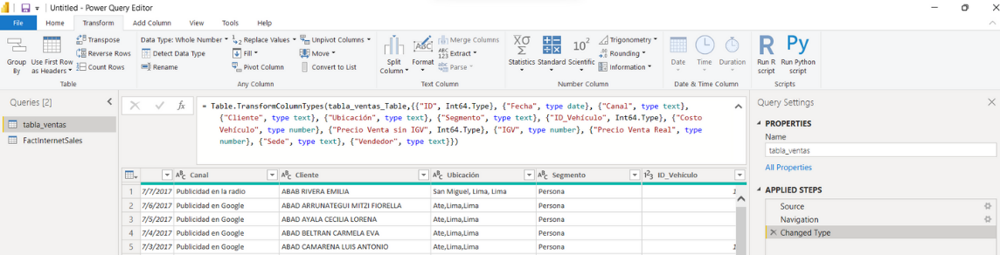 Untitled - Power Query Editor
File Home Transform Add Column View Tools Help
Group By
Use First Row as Headers
Transpose
Reverse Rows
Count Rows
Table
Data Type: Whole Number
Detect Data Type
Rename
Replace Values
Fill
Pivot Column
Unpivot Columns
Move
Convert to List
Any Column
Split Column
Format
Merge Columns
Extract
Parse
Text Column
Statistics
Standard
Scientific
Trigonometry
Rounding
Information
Number Column
Date
Time
Duration
Date & Time Column
Run R script
Run Python script
Scripts
Queries [2]
tabla_ventas
FactInternetSales
= Table.TransformColumnTypes(tabla_ventas_Table,{{"ID", Int64.Type}, {"Fecha", type date}, {"Canal", type text},
{"Cliente", type text}, {"Ubicación", type text}, {"Segmento", type text}, {"ID_Vehículo", Int64.Type}, {"Costo
Vehículo", type number}, {"Precio Venta sin IGV", Int64.Type}, {"IGV", type number}, {"Precio Venta Real", type
number}, {"Sede", type text}, {"Vendedor", type text}})
Canal Cliente Ubicación Segmento ID_Vehículo
1 7/7/2017 Publicidad en la radio ABAB RIVERA EMILIA San Miguel, Lima, Lima Persona
2 7/6/2017 Publicidad en Google ABAD ARRUNATEGUI MITZI FIORELLA Ate,Lima,Lima Persona
3 7/5/2017 Publicidad en Google ABAD AYALA CECILIA LORENA Ate,Lima,Lima Persona
4 7/4/2017 Publicidad en Google ABAD BELTRAN CARMELA EVA Ate,Lima,Lima Persona
5 7/3/2017 Publicidad en Google ABAD CAMARENA LUIS ANTONIO Ate,Lima,Lima Persona
Query Settings
PROPERTIES
Name
tabla_ventas
All Properties
APPLIED STEPS
Source
Navigation
Changed Type